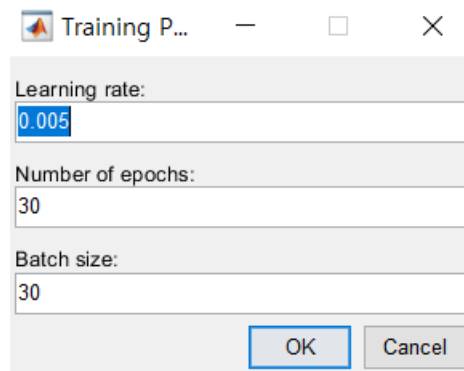 Training P...
Learning rate:
0.005
Number of epochs:
30
Batch size:
30
OK Cancel